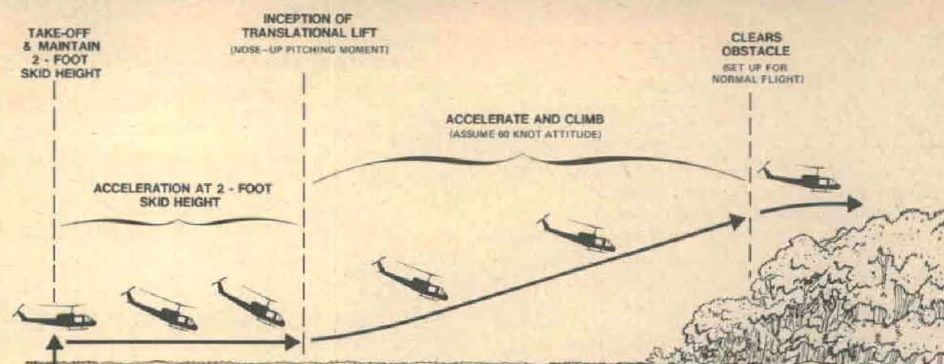 TAKE-OFF
& MAINTAIN
2 - FOOT
SKID HEIGHT
INCEPTION OF
TRANSLATIONAL LIFT
(NOSE-UP PITCHING MOMENT)
CLEARS
OBSTACLE
(SET UP FOR
NORMAL FLIGHT)
ACCELERATE AND CLIMB
(ASSUME 60 KNOT ATTITUDE)
ACCELERATION AT 2 - FOOT
SKID HEIGHT